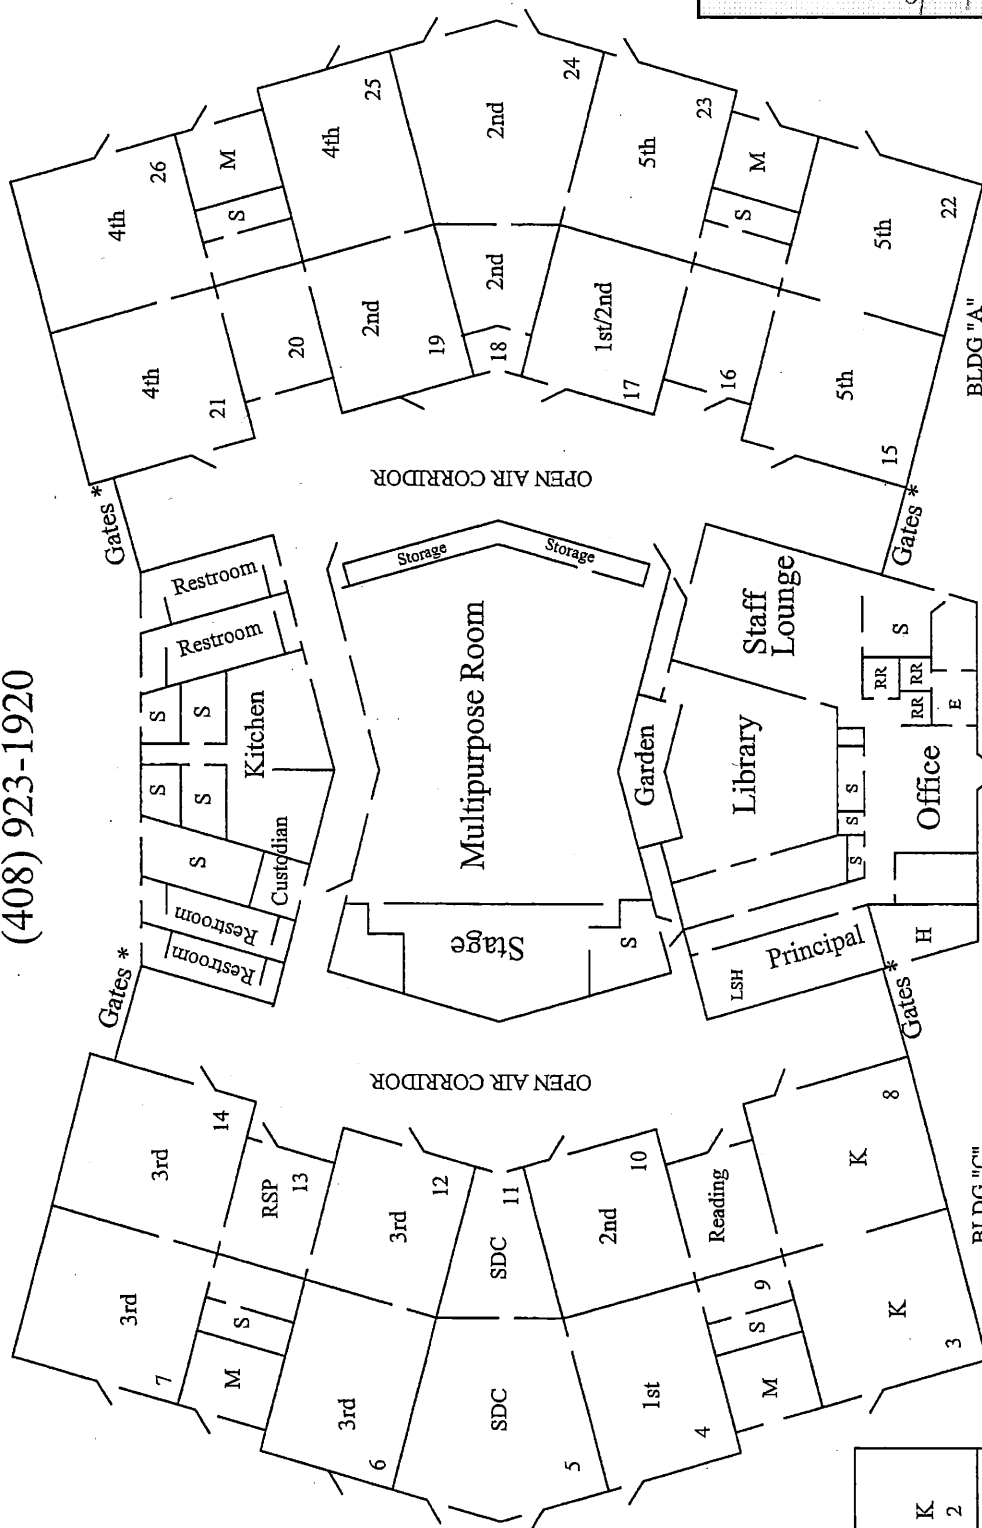 (408) 923-1920
4th
26
M
S
4th
25
2nd
24
5th
23
M
S
5th
22
4th
21
20
2nd
19
2nd
18
1st/2nd
17
16
5th
15
BLDG "A"
Gates *
OPEN AIR CORRIDOR
Gates *
Restroom
Restroom
S
S
Kitchen
S
S
S
Custodian
Restroom
Restroom
Storage
Storage
Multipurpose Room
Stage
S
Garden
Staff
Lounge
Library
S
RR
RR
RR
E
S
S
S
Office
LSH
Principal
H
Gates *
OPEN AIR CORRIDOR
Gates *
3rd
14
RSP
13
3rd
12
SDC
11
2nd
10
Reading
K
8
3rd
7
S
M
3rd
6
SDC
5
1st
4
9
S
M
K
3
K
2